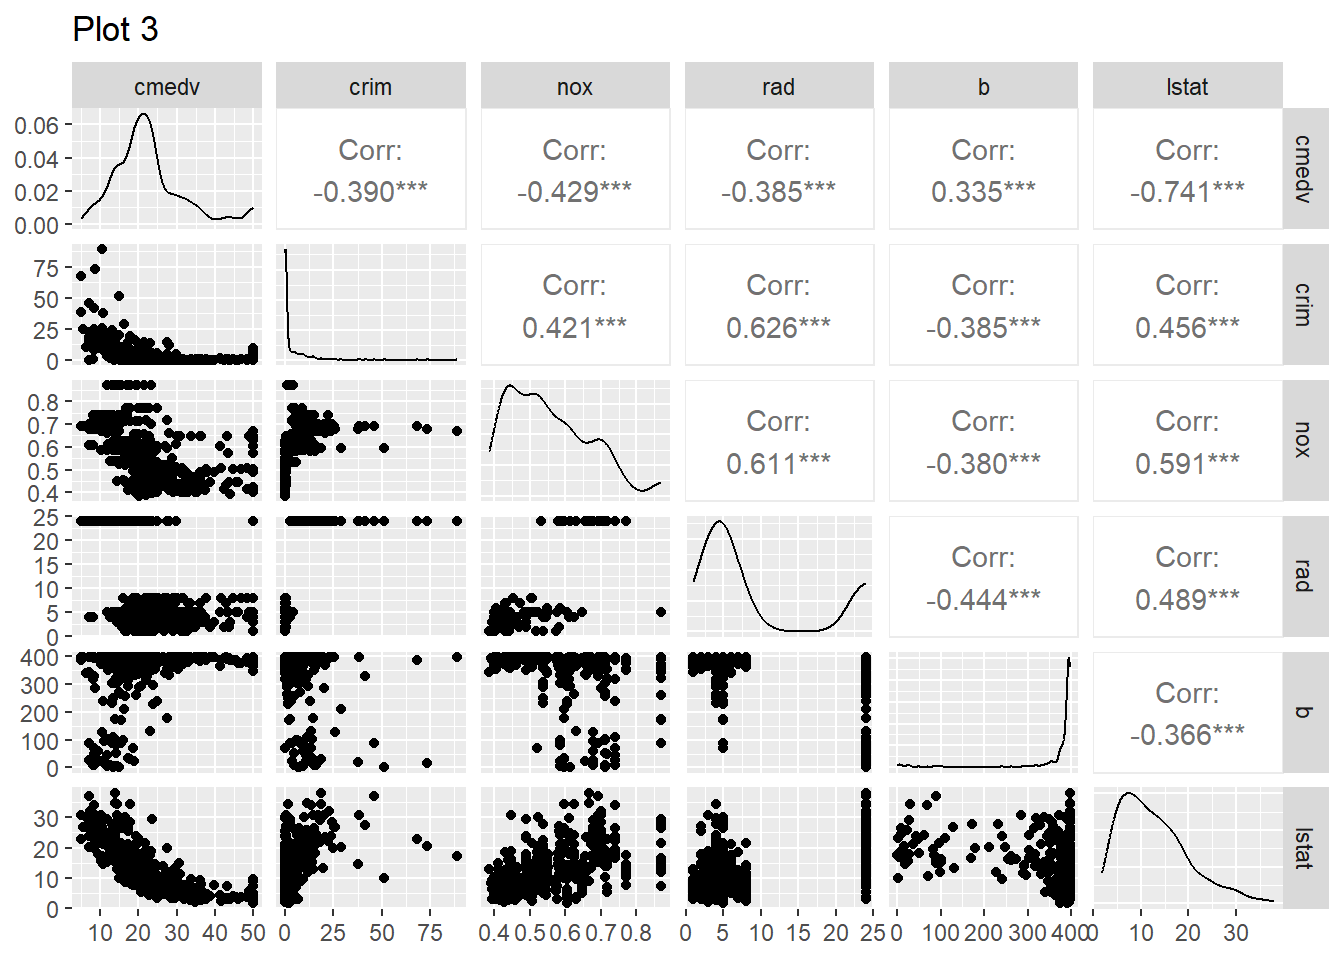 Plot 3
cmedv crim nox rad b lstat
0.06
0.04
0.02
0.00
Corr: Corr: Corr: Corr: Corr:
-0.390*** -0.429*** -0.385*** 0.335*** -0.741***
cmedv
75
50
25
0
Corr: Corr: Corr: Corr:
0.421*** 0.626*** -0.385*** 0.456***
crim
0.8
0.7
0.6
0.5
0.4
Corr: Corr: Corr:
0.611*** -0.380*** 0.591***
nox
25
20
15
10
5
0
Corr: Corr:
-0.444*** 0.489***
rad
400
300
200
100
0
Corr:
-0.366***
b
30
20
10
0
lstat
10 20 30 40 50 0 25 50 75 0.4 0.5 0.6 0.7 0.8 0 5 10 15 20 25 0 100 200 300 400 0 10 20 30